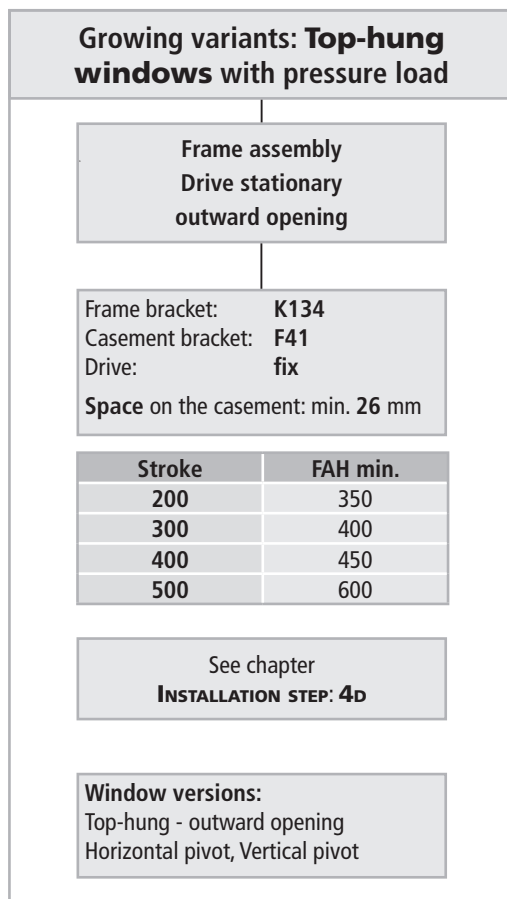 Growing variants: Top-hung
windows with pressure load
Frame assembly
Drive stationary
outward opening
Frame bracket: K134
Casement bracket: F41
Drive: fix
Space on the casement: min. 26 mm
Stroke FAH min.
200 350
300 400
400 450
500 600
See chapter
INSTALLATION STEP: 4D
Window versions:
Top-hung - outward opening
Horizontal pivot, Vertical pivot